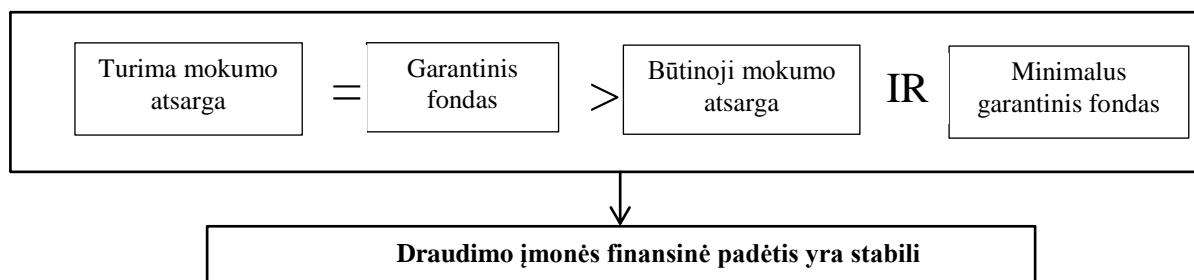 Turima mokumo
atsarga
=
Garantinis
fondas
>
Būtinoji mokumo
atsarga
IR
Minimalus
garantinis fondas
Draudimo įmonės finansinė padėtis yra stabili